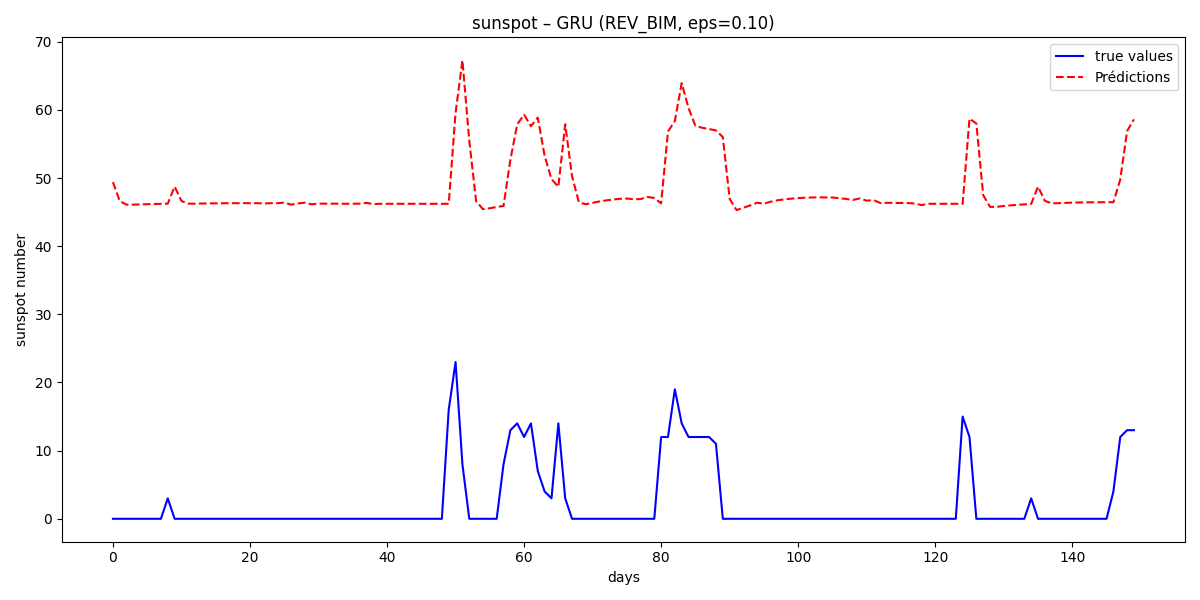 sunspot – GRU (REV_BIM, eps=0.10)
true values
Prédictions
sunspot number
70
60
50
40
30
20
10
0
0 20 40 60 80 100 120 140
days